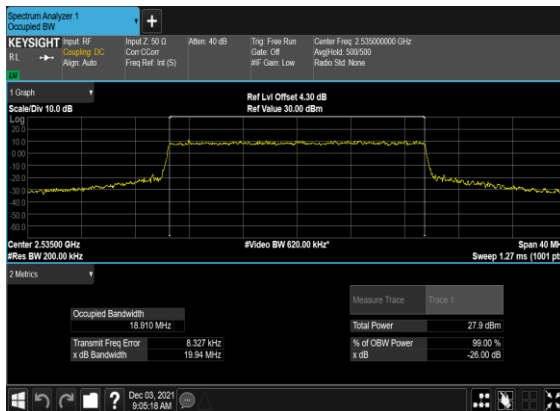 Spectrum Analyzer 1
Occupied BW
+
KEYSIGHT Input: RF Input Z: 50 Ω Atten: 40 dB Trig: Free Run Center Freq: 2.535000000 GHz
RL Coupling: DC Corr CCorr Gate: Off Avg|Hold: 500/500
Align: Auto Freq Ref: Int (S) #IF Gain: Low Radio Std: None
1 Graph
Ref Lvl Offset 4.30 dB
Scale/Div 10.0 dB Ref Value 30.00 dBm
Log
20.0
10.0
0.00
-10.0
-20.0
-30.0
-40.0
-50.0
-60.0
Center 2.53500 GHz #Video BW 620.00 kHz* Span 40 MH
#Res BW 200.00 kHz Sweep 1.27 ms (1001 pt
2 Metrics
Measure Trace Trace 1
Occupied Bandwidth
18.910 MHz Total Power 27.9 dBm
Transmit Freq Error 8.327 kHz % of OBW Power 99.00 %
x dB Bandwidth 19.94 MHz x dB -26.00 dB
? Dec 03, 2021
9:05:18 AM